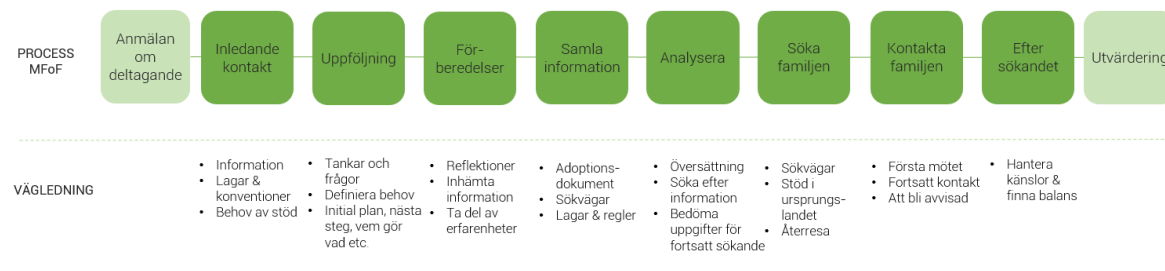 PROCESS
MFoF
Anmälan
om
deltagande
Inledande
kontakt
Uppföljning
För-
beredelser
Samla
information
Analysera
Söka
familjen
Kontakta
familjen
Efter
sökandet
Utvärdering
VÄGLEDNING
• Information
• Lagar &
konventioner
• Behov av stöd
• Tankar och
frågor
• Definiera behov
• Initial plan, nästa
steg, vem gör
vad etc.
• Reflektioner
• Inhämta
information
• Ta del av
erfarenheter
• Adoptions-
dokument
• Sökvägar
• Lagar & regler
• Översättning
• Söka efter
information
• Bedöma
uppgifter för
fortsatt sökande
• Sökvägar
• Stöd i
ursprungs-
landet
• Återresa
• Första mötet
• Fortsatt kontakt
• Att bli avvisad
• Hantera
känslor &
finna balans